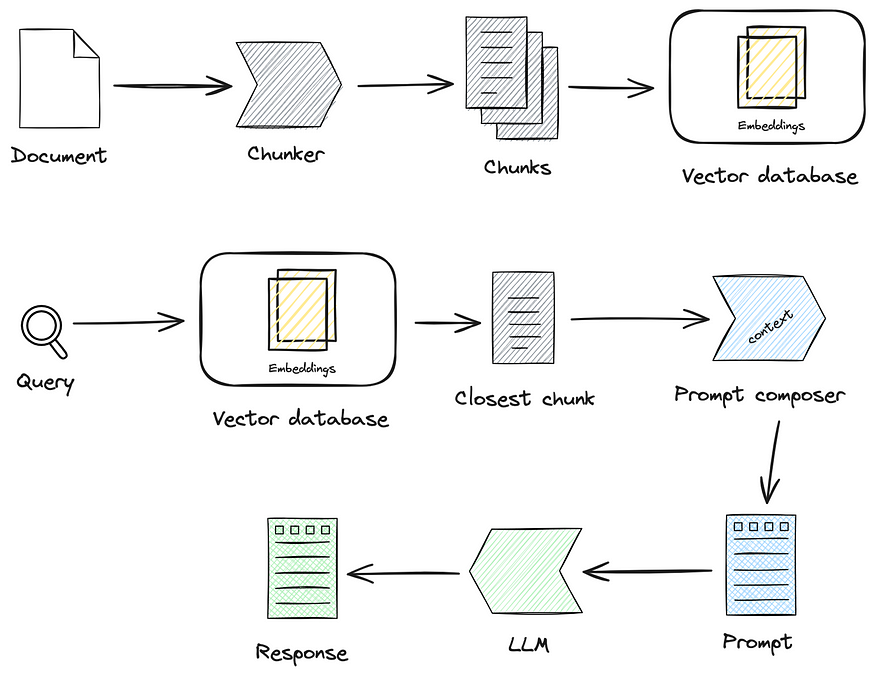 Embeddings
Document
Chunker
Chunks
Vector database
Embeddings
context
Query
Vector database
Closest chunk
Prompt composer
Response
LLM
Prompt